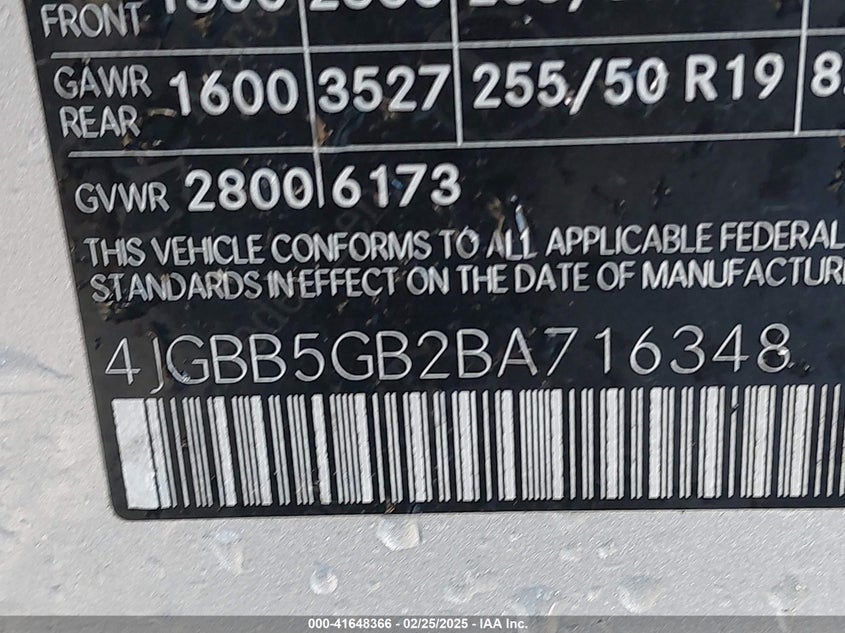 FRONT
GAWR REAR 1600 3527 255/50 R19
GVWR 2800 6173
THIS VEHICLE CONFORMS TO ALL APPLICABLE FEDERAL
STANDARDS IN EFFECT ON THE DATE OF
4JGBB5GB2BA716348
000-41648366 - 02/25/2025 - IAA Inc.